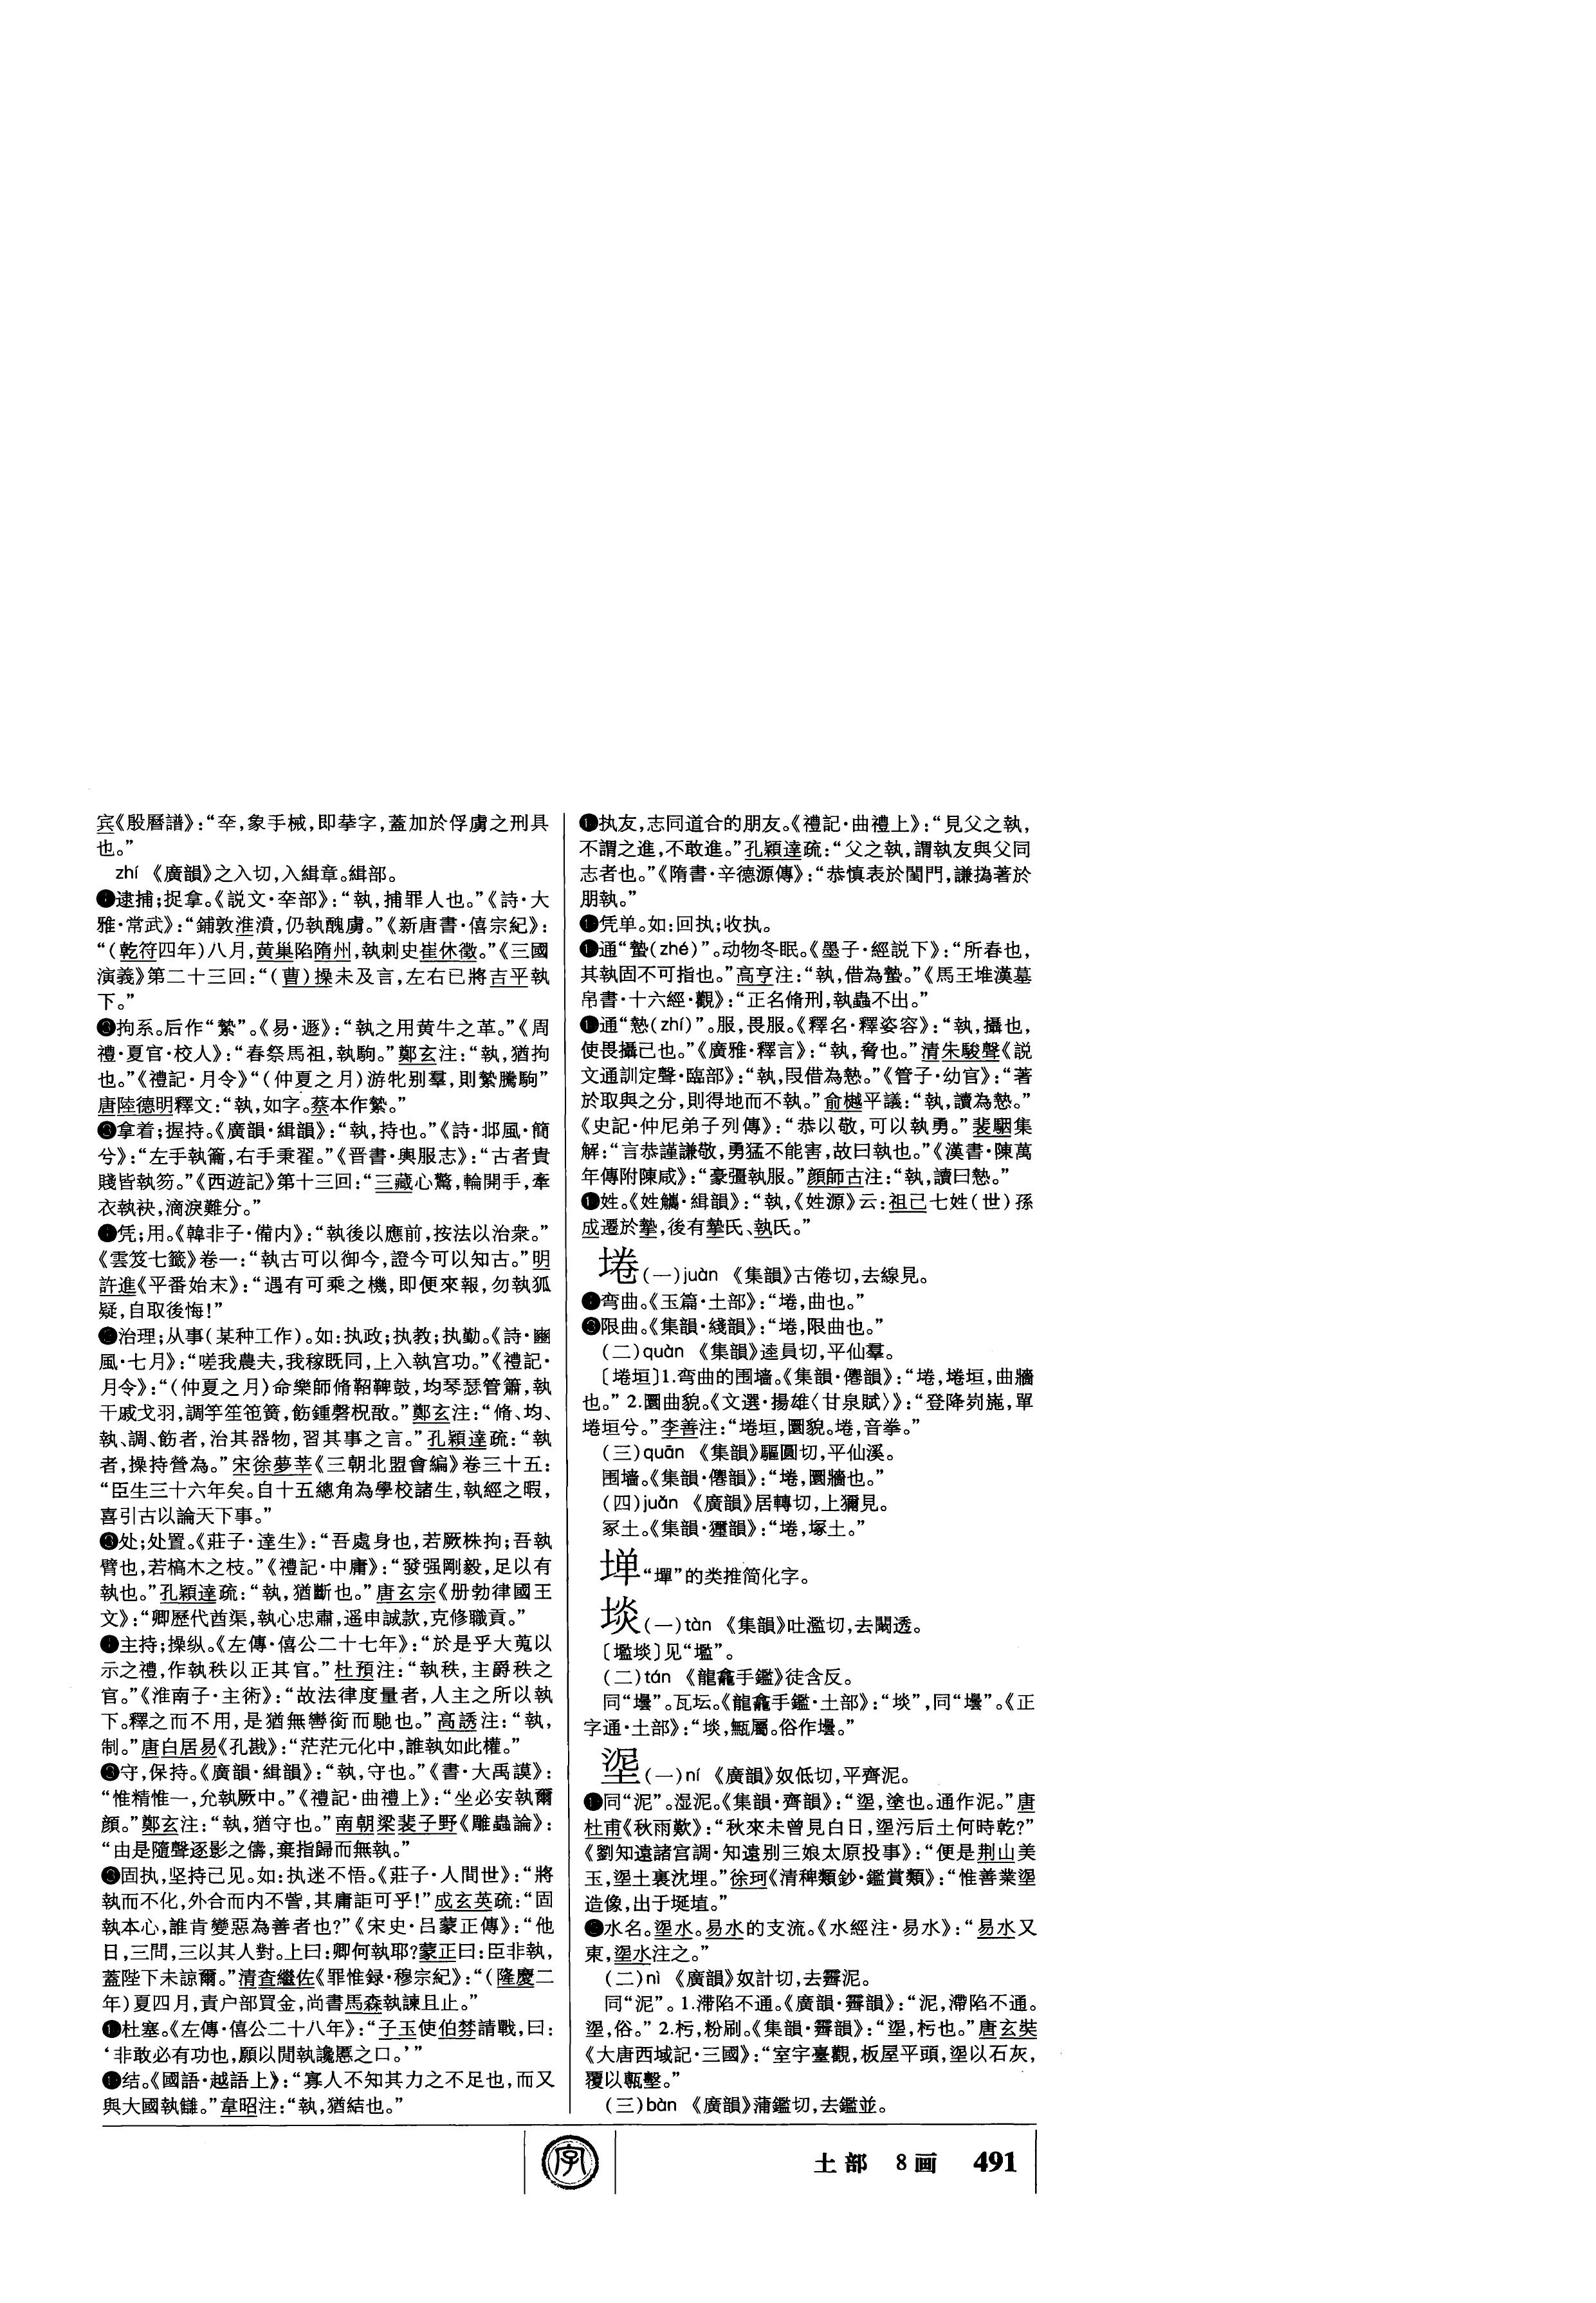 宾《殷曆譜》：“㚔，象手械，即拲字，蓋加於俘虜之刑具
也。”
zhí 《廣韻》之入切，入緝章。緝部。
❶逮捕；捉拿。《説文·㚔部》：“執，捕罪人也。”《詩·大
雅·常武》：“鋪敦淮濆，仍執醜虜。”《新唐書·僖宗紀》：
“（乾符四年）八月，黄巢陷隋州，執刺史崔休徵。”《三國
演義》第二十三回：“（曹）操未及言，左右已將吉平執
下。”
拘系。后作“縶”。《易·遯》：“執之用黄牛之革。”《周
禮·夏官·校人》：“春祭馬祖，執駒。”鄭玄注：“執，猶拘
也。”《禮記·月令》“（仲夏之月）游牝别羣，則縶騰駒”
唐陸德明釋文：“執，如字。蔡本作縶。”
❸拿着；握持。《廣韻·緝韻》：“執，持也。”《詩·邶風·簡
兮》：“左手執籥，右手秉翟。”《晋書·輿服志》：“古者貴
賤皆執笏。”《西遊記》第十三回：“三藏心驚，輪開手，牽
衣執袂，滴淚難分。”
凭；用。《韓非子·備内》：“執後以應前，按法以治衆。”
《雲笈七籤》卷一：“執古可以御今，證今可以知古。”明
許進《平番始末》：“遇有可乘之機，即便來報，勿執狐
疑，自取後悔！”
治理；从事（某种工作）。如：执政；执教；执勤。《詩·豳
風·七月》：“嗟我農夫，我稼既同，上入執宫功。”《禮記·
月令》：“（仲夏之月）命樂師脩鞀鞞鼓，均琴瑟管簫，執
干戚戈羽，調竽笙竾簧，飭鍾磬柷敔。”鄭玄注：“脩、均、
執、調、飭者，治其器物，習其事之言。”孔穎達疏：“執
者，操持營為。”宋徐夢莘《三朝北盟會編》卷三十五：
“臣生三十六年矣。自十五總角為學校諸生，執經之暇，
喜引古以論天下事。”
处；处置。《莊子·達生》：“吾處身也，若厥株拘；吾執
臂也，若槁木之枝。”《禮記·中庸》：“發强剛毅，足以有
執也。”孔穎達疏：“執，猶斷也。”唐玄宗《册勃律國王
文》：“卿歷代酋渠，執心忠肅，遥申誠款，克修職貢。”
主持；操纵。《左傳·僖公二十七年》：“於是乎大蒐以
示之禮，作執秩以正其官。”杜預注：“執秩，主爵秩之
官。”《淮南子·主術》：“故法律度量者，人主之所以執
下。釋之而不用，是猶無轡銜而馳也。”高誘注：“執，
制。”唐白居易《孔戡》：“茫茫元化中，誰執如此權。”
守，保持。《廣韻·緝韻》：“執，守也。”《書·大禹謨》：
“惟精惟一，允執厥中。”《禮記·曲禮上》：“坐必安執爾
顔。”鄭玄注：“執，猶守也。”南朝梁裴子野《雕蟲論》：
“由是隨聲逐影之儔，棄指歸而無執。”
固执，坚持己见。如：执迷不悟。《莊子·人間世》：“將
執而不化，外合而内不訾，其庸詎可乎！”成玄英疏：“固
執本心，誰肯變惡為善者也？”《宋史·吕蒙正傳》：“他
日，三問，三以其人對。上曰：卿何執耶？蒙正曰：臣非執，
蓋陛下未諒爾。”清查繼佐《罪惟録·穆宗紀》：“（隆慶二
年）夏四月，責户部買金，尚書馬森執諫且止。”
杜塞。《左傳·僖公二十八年》：“子玉使伯棼請戰，曰：
‘非敢必有功也，願以閒執讒慝之口。’”
结。《國語·越語上》：“寡人不知其力之不足也，而又
與大國執讎。”韋昭注：“執，猶結也。”
执友，志同道合的朋友。《禮記·曲禮上》：“見父之執，
不謂之進，不敢進。”孔穎達疏：“父之執，謂執友與父同
志者也。”《隋書·辛德源傳》：“恭慎表於閨門，謙撝著於
朋執。”
凭单。如：回执；收执。
通“蟄（zhé）”。动物冬眠。《墨子·經説下》：“所春也，
其執固不可指也。”高亨注：“執，借為蟄。”《馬王堆漢墓
帛書·十六經·觀》：“正名脩刑，執蟲不出。”
通“慹（zhí）”。服，畏服。《釋名·釋姿容》：“執，攝也，
使畏攝己也。”《廣雅·釋言》：“執，脅也。”清朱駿聲《説
文通訓定聲·臨部》：“執，叚借為慹。”《管子·幼官》：“著
於取與之分，則得地而不執。”俞樾平議：“執，讀為慹。”
《史記·仲尼弟子列傳》：“恭以敬，可以執勇。”裴駰集
解：“言恭謹謙敬，勇猛不能害，故曰執也。”《漢書·陳萬
年傳附陳咸》：“豪彊執服。”顔師古注：“執，讀曰慹。”
姓。《姓觿·緝韻》：“執，《姓源》云：祖已七姓（世）孫
成遷於摯，後有摯氏、執氏。”
埢（一）juàn 《集韻》古倦切，去線見。
❶弯曲。《玉篇·土部》：“埢，曲也。”
❷限曲。《集韻·綫韻》：“埢，限曲也。”
（二）quàn 《集韻》逵員切，平仙羣。
〔埢垣〕1.弯曲的围墙。《集韻·僊韻》：“埢，埢垣，曲牆
也。” 2.圜曲貌。《文選·揚雄〈甘泉賦〉》：“登降峛崺，單
埢垣兮。”李善注：“埢垣，圜貌。埢，音拳。”
（三）quān 《集韻》驅圓切，平仙溪。
围墙。《集韻·僊韻》：“埢，圜牆也。”
（四）juǎn 《廣韻》居轉切，上獮見。
冢土。《集韻·獮韻》：“埢，塚土。”
𪣆“墠”的类推简化字。
埮（一）tàn 《集韻》吐濫切，去闞透。
〔壏埮〕见“壏”。
（二）tán 《龍龕手鑑》徒含反。
同“壜”。瓦坛。《龍龕手鑑·土部》：“埮”，同“壜”。《正
字通·土部》：“埮，甒屬。俗作壜。”
埿（一）ní 《廣韻》奴低切，平齊泥。
❶同“泥”。湿泥。《集韻·齊韻》：“埿，塗也。通作泥。”唐
杜甫《秋雨歎》：“秋來未曾見白日，埿污后土何時乾？”
《劉知遠諸宫調·知遠别三娘太原投事》：“便是荆山美
玉，埿土裏沈埋。”徐珂《清稗類鈔·鑑賞類》：“惟善業埿
造像，出于埏埴。”
❷水名。埿水。易水的支流。《水經注·易水》：“易水又
東，埿水注之。”
（二）nì 《廣韻》奴計切，去霽泥。
同“泥”。1.滞陷不通。《廣韻·霽韻》：“泥，滯陷不通。
埿，俗。” 2.杇，粉刷。《集韻·霽韻》：“埿，杇也。”唐玄奘
《大唐西域記·三國》：“室宇臺觀，板屋平頭，埿以石灰，
覆以甎墼。”
（三）bàn 《廣韻》蒲鑑切，去鑑並。
字
土部 8画 491